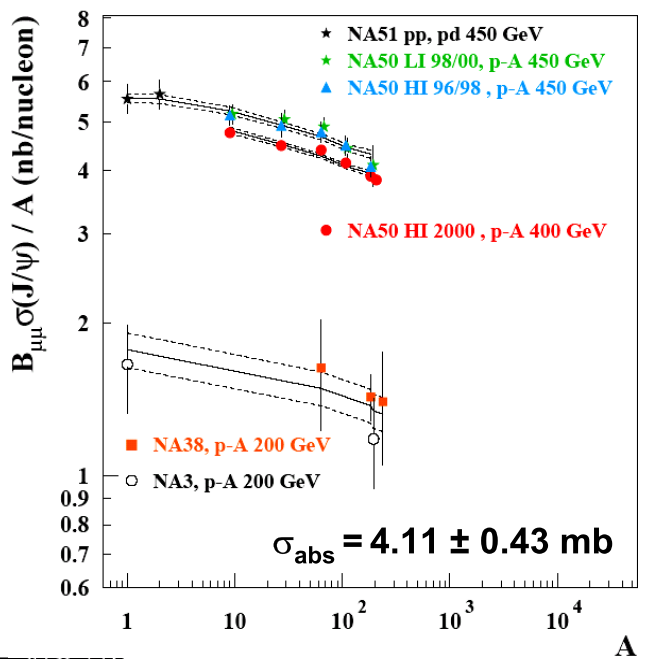 8
7
6
5
4
3
2
1
0.9
0.8
0.7
0.6
B_μμ σ(J/ψ) / A (nb/nucleon)
NA51 pp, pd 450 GeV
NA50 LI 98/00, p-A 450 GeV
NA50 HI 96/98 , p-A 450 GeV
NA50 HI 2000 , p-A 400 GeV
NA38, p-A 200 GeV
NA3, p-A 200 GeV
σ_abs = 4.11 ± 0.43 mb
1 10 10² 10³ 10⁴
A